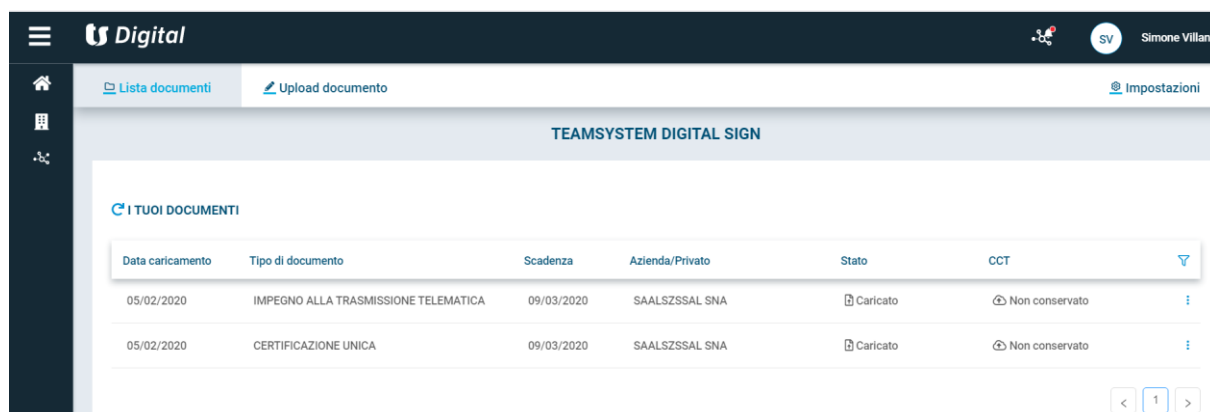 ts Digital
SV Simone Villan
Lista documenti Upload documento Impostazioni
TEAMSYSTEM DIGITAL SIGN
I TUOI DOCUMENTI
Data caricamento Tipo di documento Scadenza Azienda/Privato Stato CCT
05/02/2020 IMPEGNO ALLA TRASMISSIONE TELEMATICA 09/03/2020 SAALSZSSAL SNA Caricato Non conservato
05/02/2020 CERTIFICAZIONE UNICA 09/03/2020 SAALSZSSAL SNA Caricato Non conservato
< 1 >